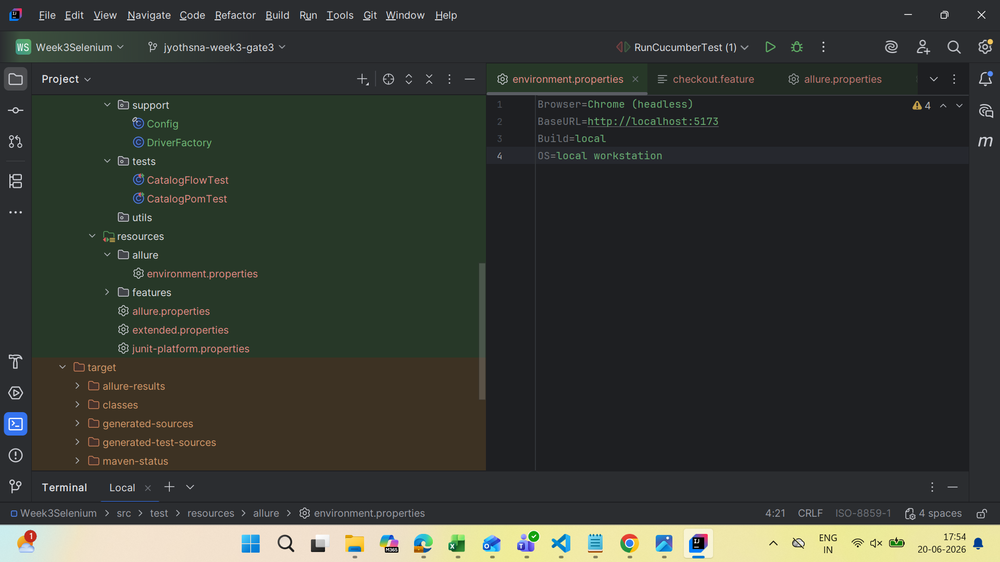 File Edit View Navigate Code Refactor Build Run Tools Git Window Help
WS Week3Selenium jyothsna-week3-gate3 RunCucumberTest (1)
Project
environment.properties checkout.feature allure.properties
support
Config
DriverFactory
tests
CatalogFlowTest
CatalogPomTest
utils
resources
allure
environment.properties
features
allure.properties
extended.properties
junit-platform.properties
target
allure-results
classes
generated-sources
generated-test-sources
maven-status
1 Browser=Chrome (headless)
2 BaseURL=http://localhost:5173
3 Build=local
4 OS=local workstation
4
m
Terminal Local
Week3Selenium > src > test > resources > allure > environment.properties
4:21 CRLF ISO-8859-1 4 spaces
1
M365
ENG
IN
17:54
20-06-2026